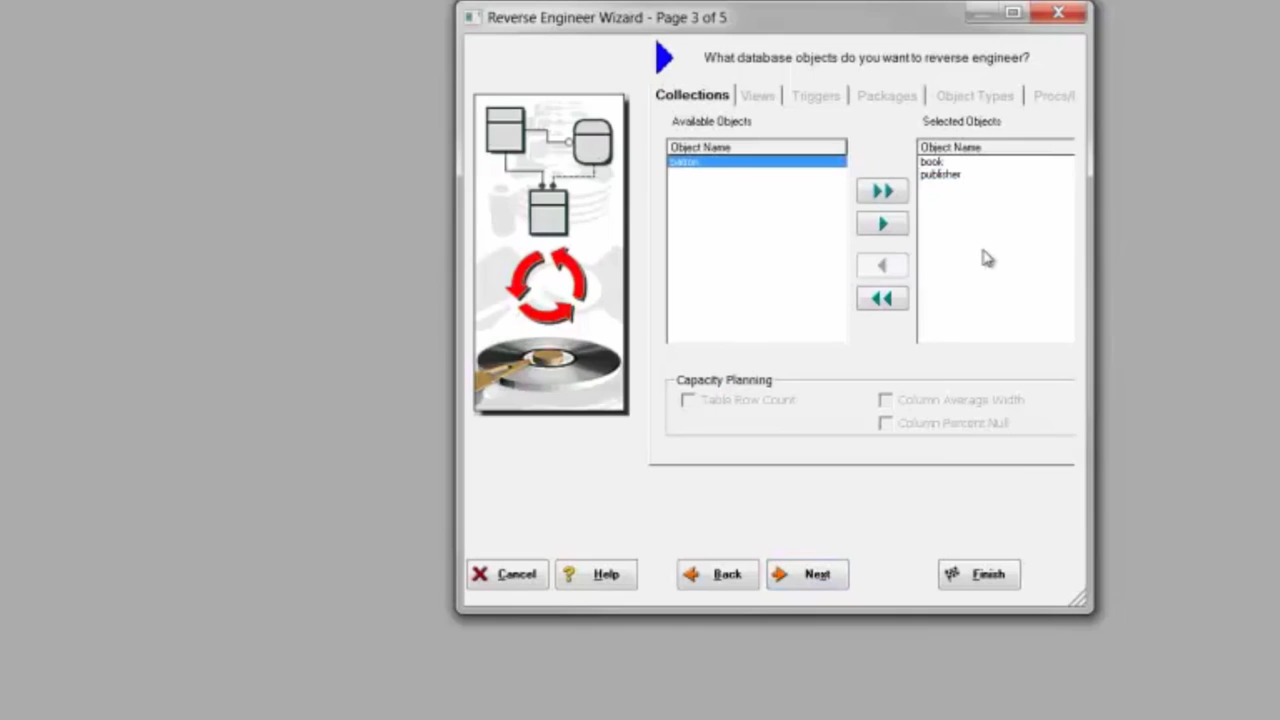 Reverse Engineer Wizard - Page 3 of 5
What database objects do you want to reverse engineer?
Collections Views Triggers Packages Object Types Procs/
Available Objects Selected Objects
Object Name Object Name
book
publisher
Capacity Planning
Table Row Count Column Average Width
Column Percent Null
Cancel Help Back Next Finish